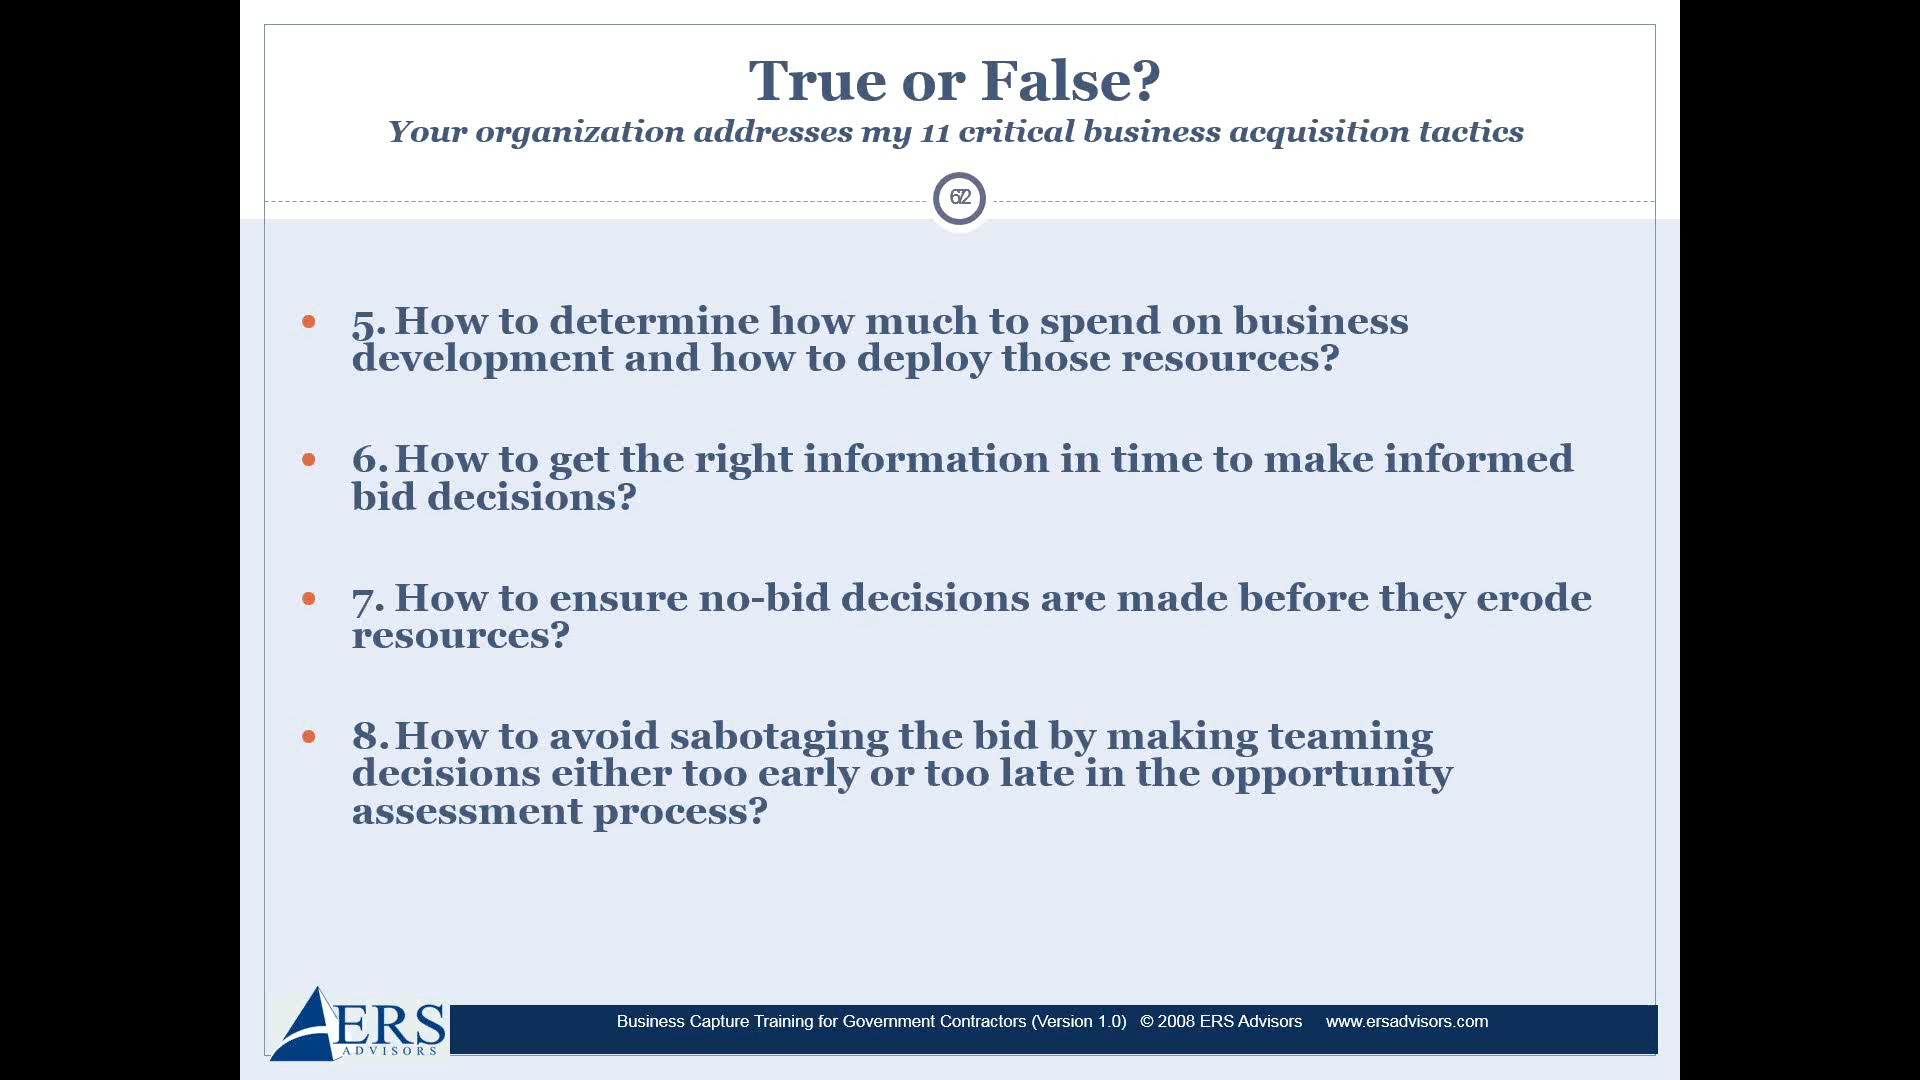 True or False?
Your organization addresses my 11 critical business acquisition tactics
5. How to determine how much to spend on business
development and how to deploy those resources?
6. How to get the right information in time to make informed
bid decisions?
7. How to ensure no-bid decisions are made before they erode
resources?
8. How to avoid sabotaging the bid by making teaming
decisions either too early or too late in the opportunity
assessment process?
ERS
ADVISORS
Business Capture Training for Government Contractors (Version 1.0) © 2008 ERS Advisors www.ersadvisors.com